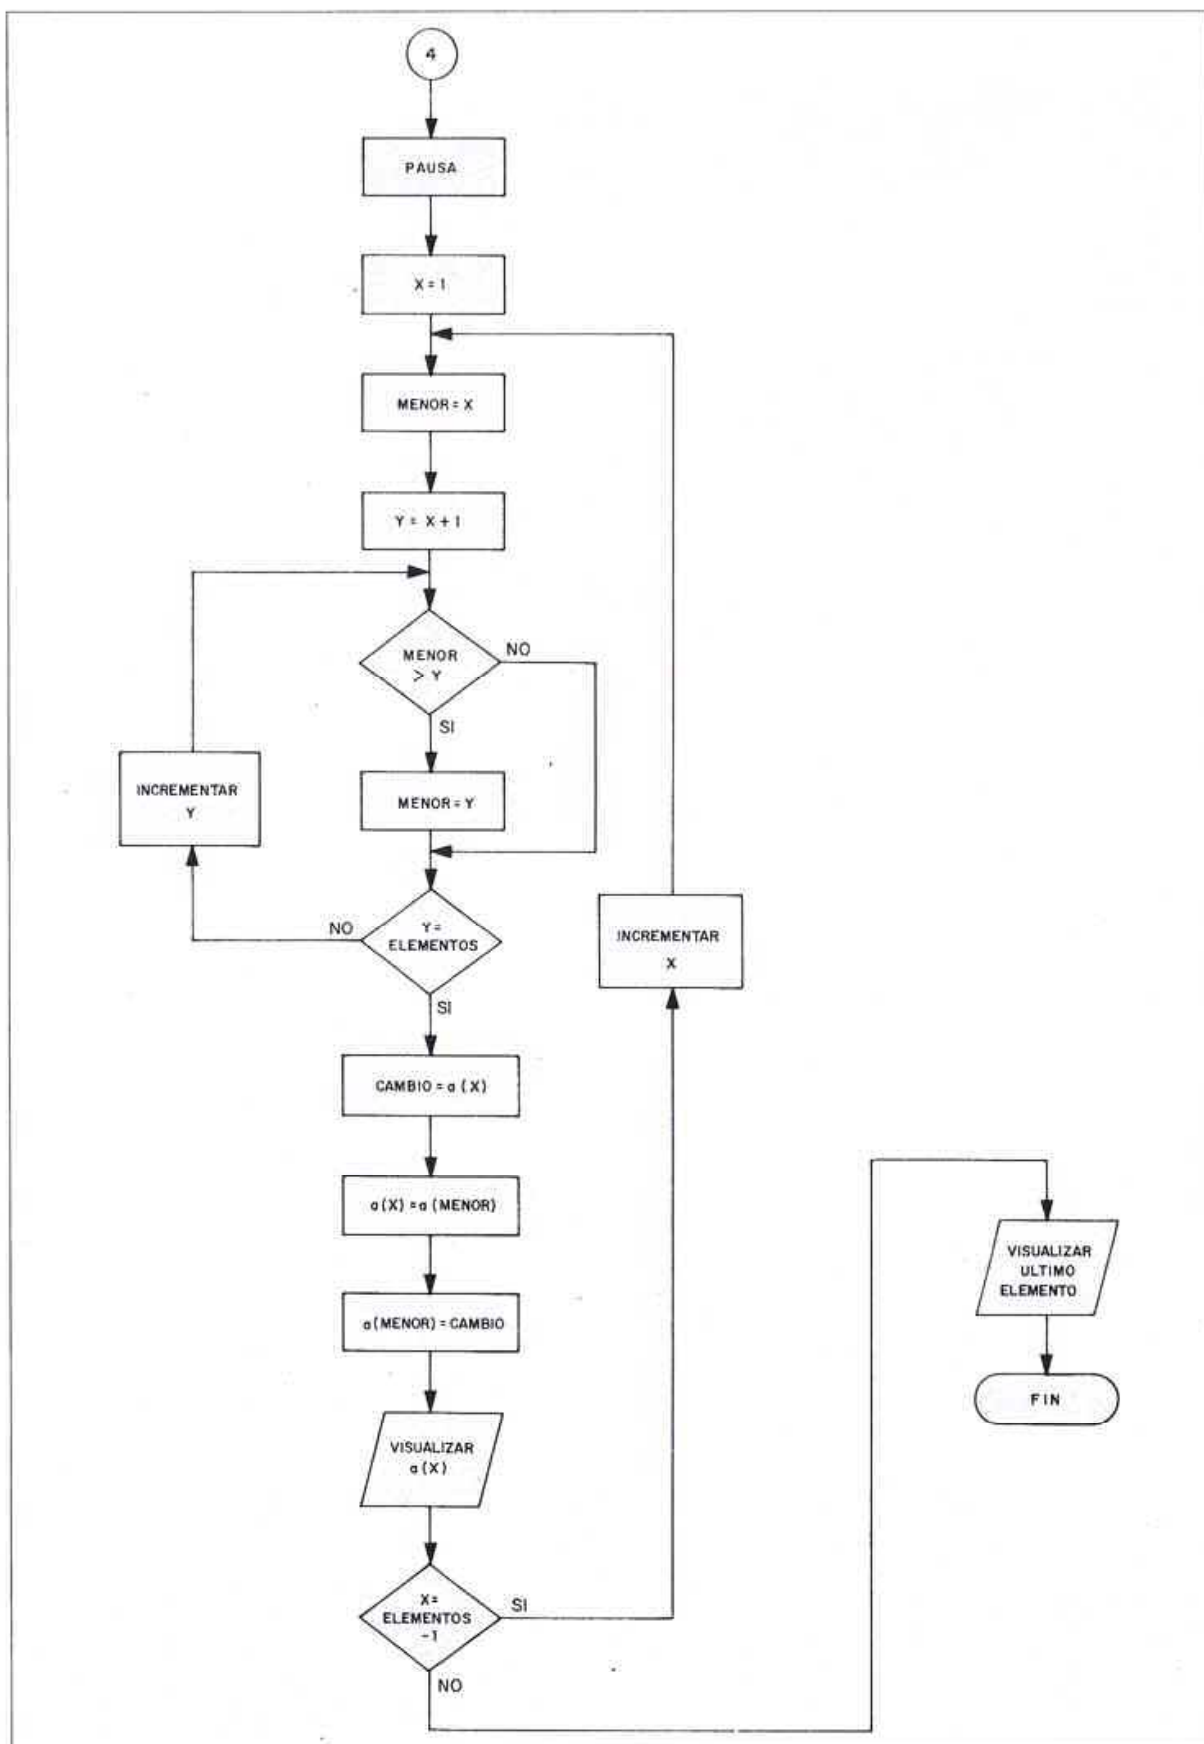 4
PAUSA
X = 1
MENOR = X
Y = X + 1
MENOR
> Y
NO
SI
INCREMENTAR
Y
MENOR = Y
Y =
ELEMENTOS
NO
SI
INCREMENTAR
X
CAMBIO = a (X)
a(X) = a (MENOR)
a (MENOR) = CAMBIO
VISUALIZAR
a (X)
X =
ELEMENTOS
-1
SI
NO
VISUALIZAR
ULTIMO
ELEMENTO
FIN